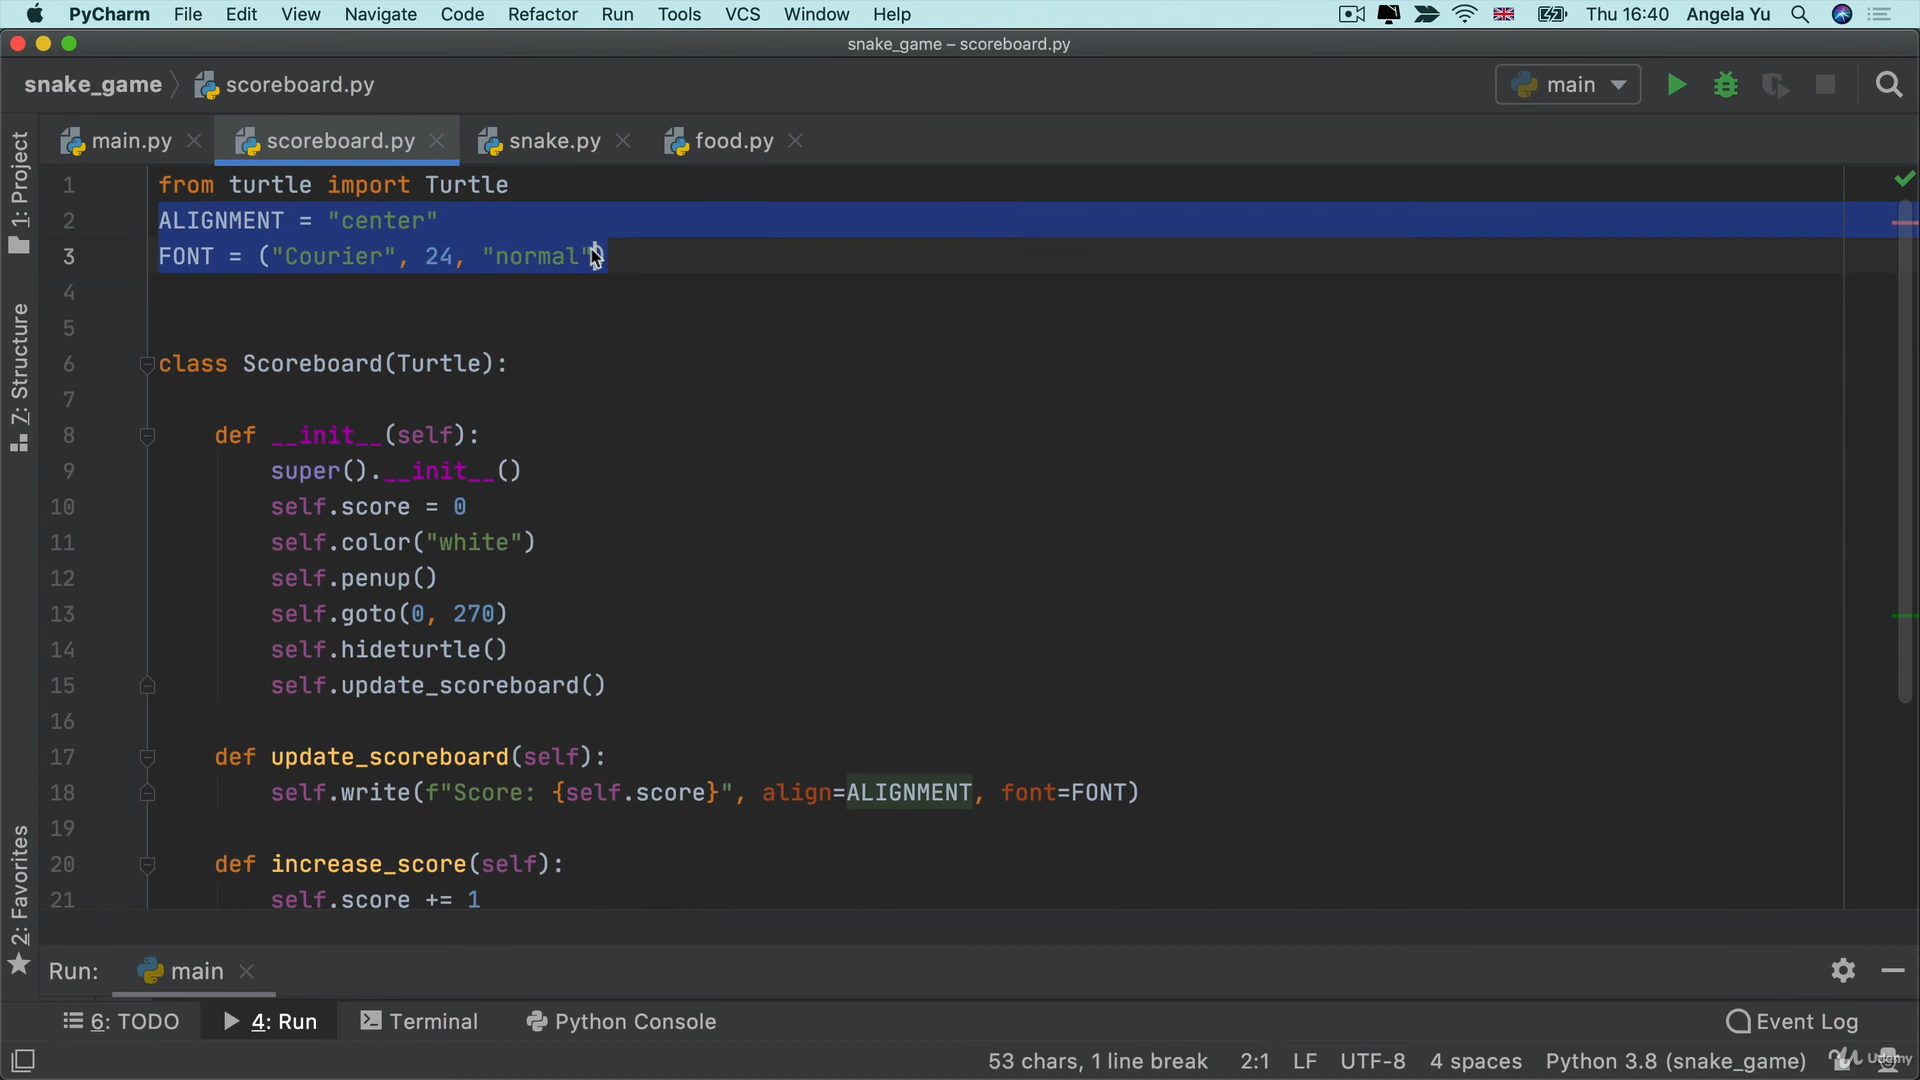 PyCharm File Edit View Navigate Code Refactor Run Tools VCS Window Help Thu 16:40 Angela Yu
snake_game – scoreboard.py
snake_game scoreboard.py main
main.py scoreboard.py snake.py food.py
1 from turtle import Turtle
2 ALIGNMENT = "center"
3 FONT = ("Courier", 24, "normal")
4
5
6 class Scoreboard(Turtle):
7
8 def __init__(self):
9 super().__init__()
10 self.score = 0
11 self.color("white")
12 self.penup()
13 self.goto(0, 270)
14 self.hideturtle()
15 self.update_scoreboard()
16
17 def update_scoreboard(self):
18 self.write(f"Score: {self.score}", align=ALIGNMENT, font=FONT)
19
20 def increase_score(self):
21 self.score += 1
1: Project
7: Structure
2: Favorites
Run: main
6: TODO 4: Run Terminal Python Console Event Log
53 chars, 1 line break 2:1 LF UTF-8 4 spaces Python 3.8 (snake_game)
Udemy